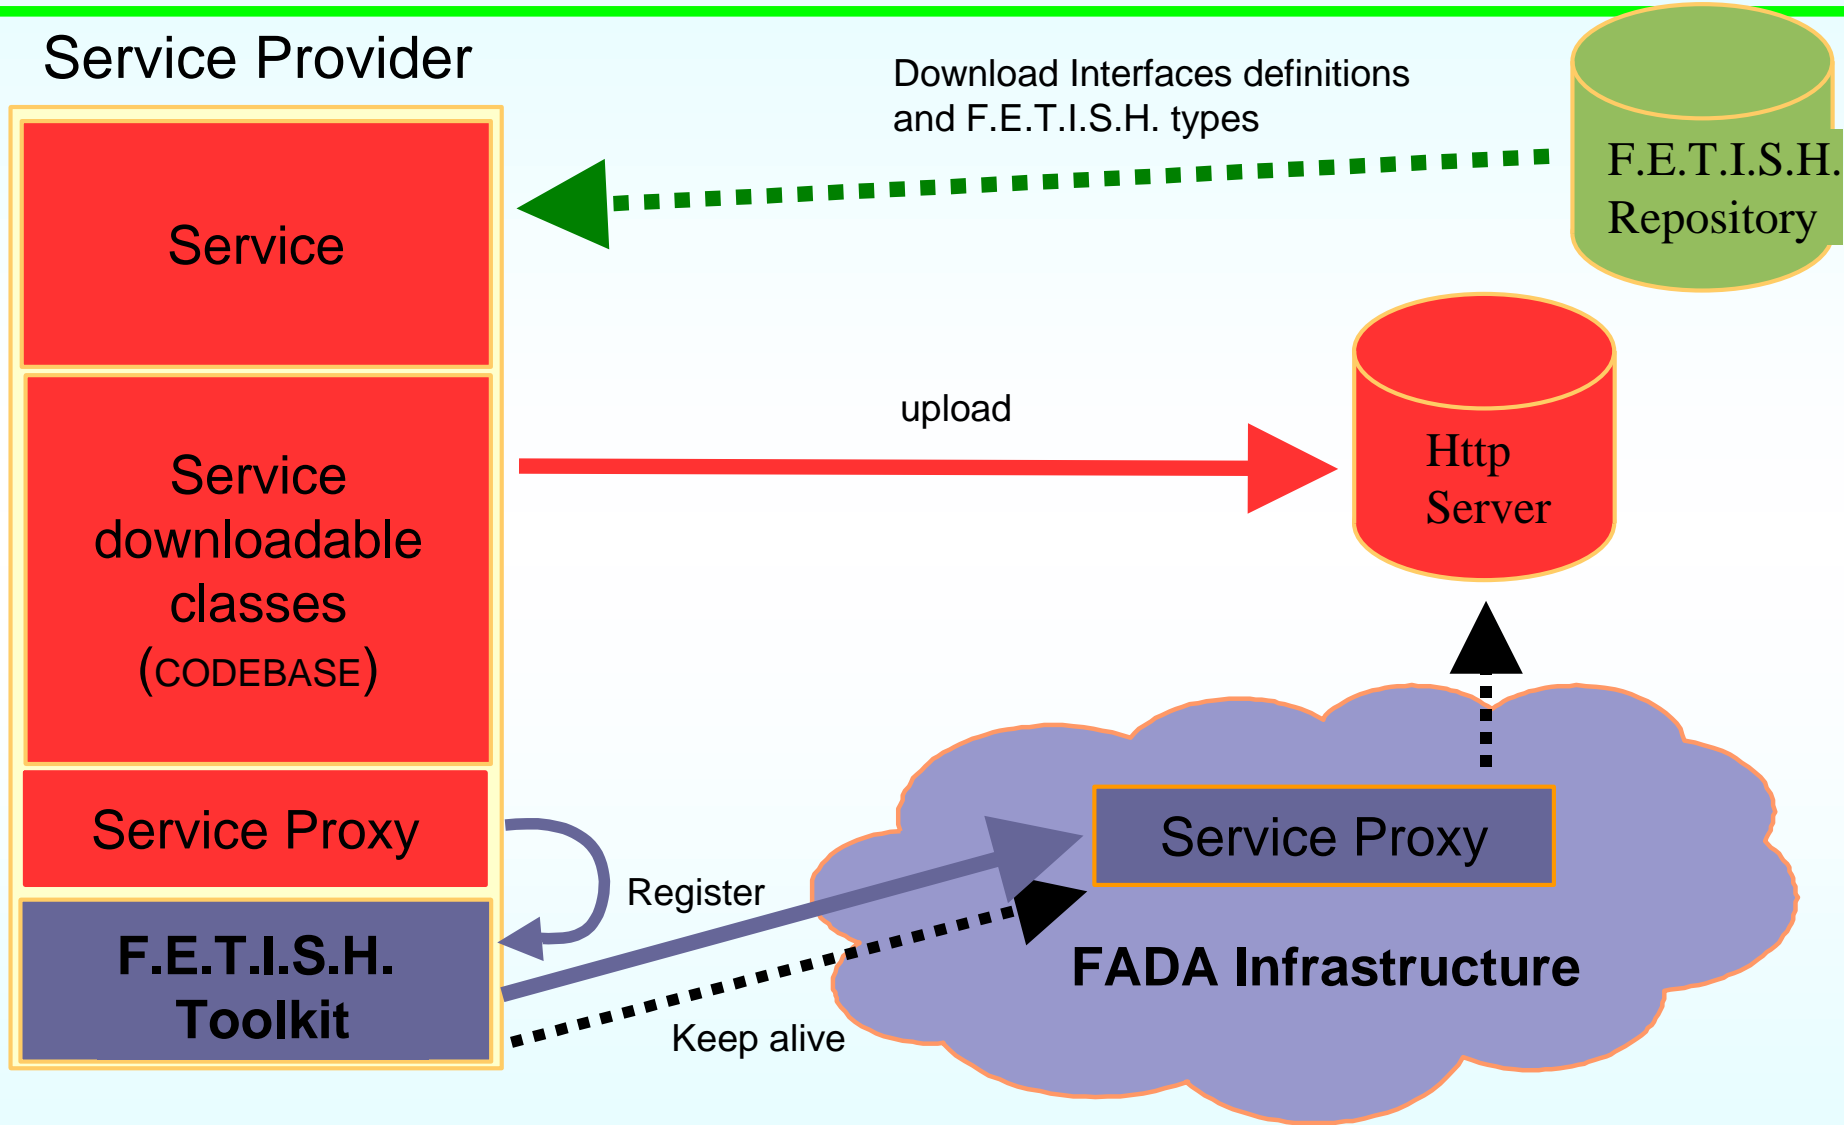 Service Provider
Download Interfaces definitions
and F.E.T.I.S.H. types
F.E.T.I.S.H.
Repository
Service
upload
Http
Server
Service
downloadable
classes
(CODEBASE)
Service Proxy
Register
Service Proxy
F.E.T.I.S.H.
Toolkit
FADA Infrastructure
Keep alive